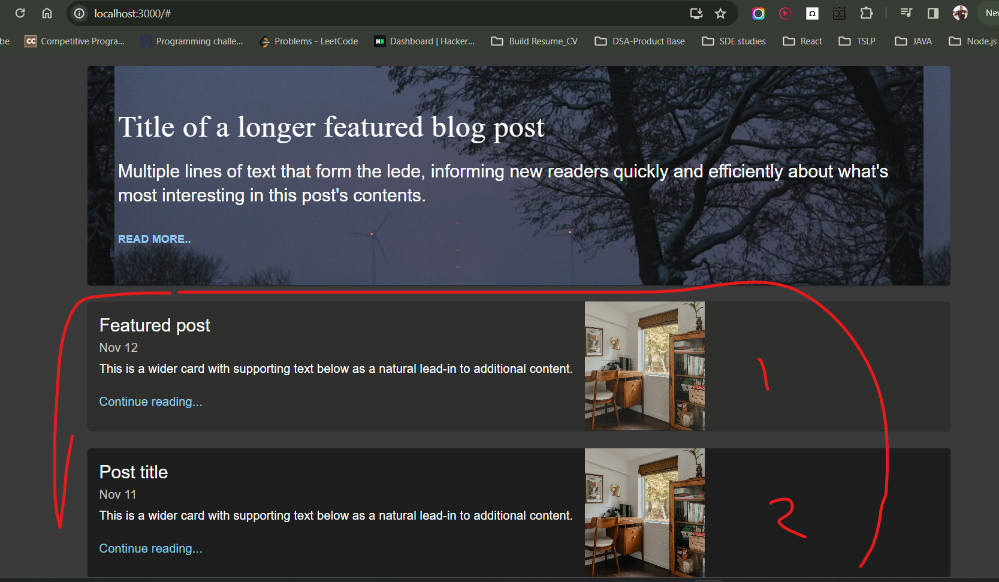 localhost:3000/#
New
be
Competitive Progra...
Programming challe...
Problems - LeetCode
Dashboard | Hacker...
Build Resume_CV
DSA-Product Base
SDE studies
React
TSLP
JAVA
Node.js
Title of a longer featured blog post
Multiple lines of text that form the lede, informing new readers quickly and efficiently about what's
most interesting in this post's contents.
READ MORE..
Featured post
Nov 12
This is a wider card with supporting text below as a natural lead-in to additional content.
Continue reading...
1
Post title
Nov 11
This is a wider card with supporting text below as a natural lead-in to additional content.
Continue reading...
2